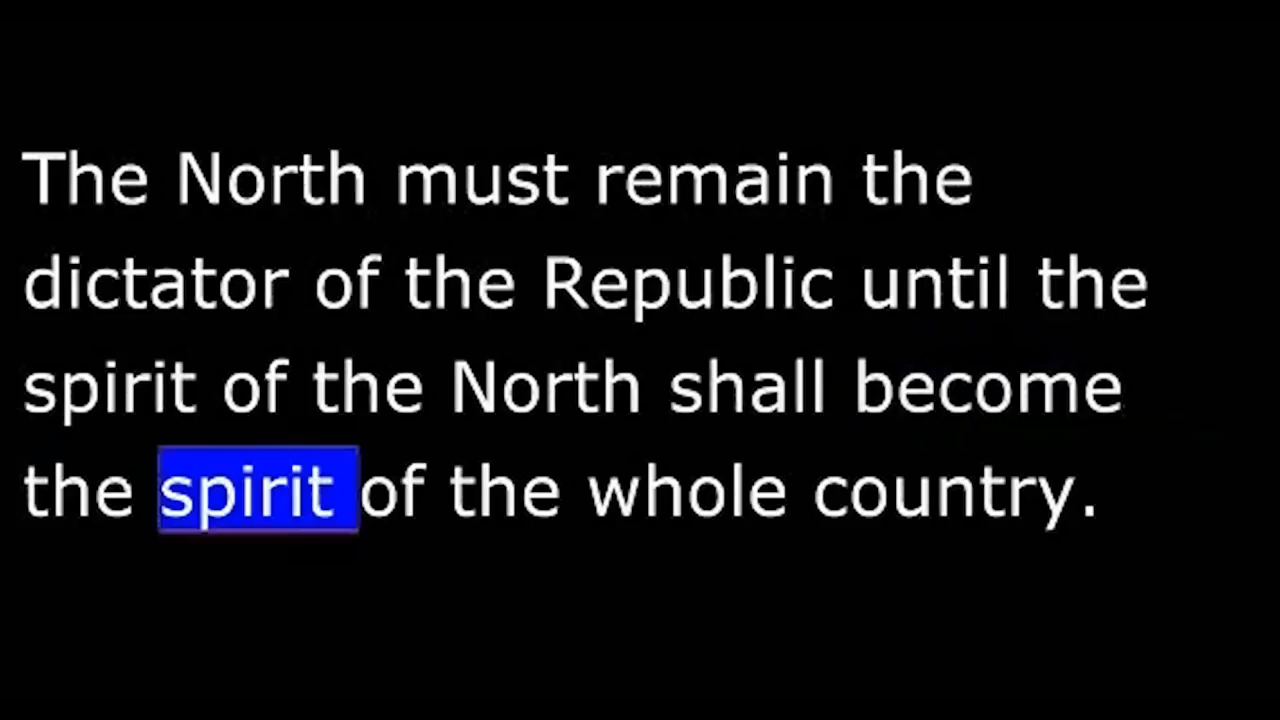 The North must remain the
dictator of the Republic until the
spirit of the North shall become
the spirit of the whole country.